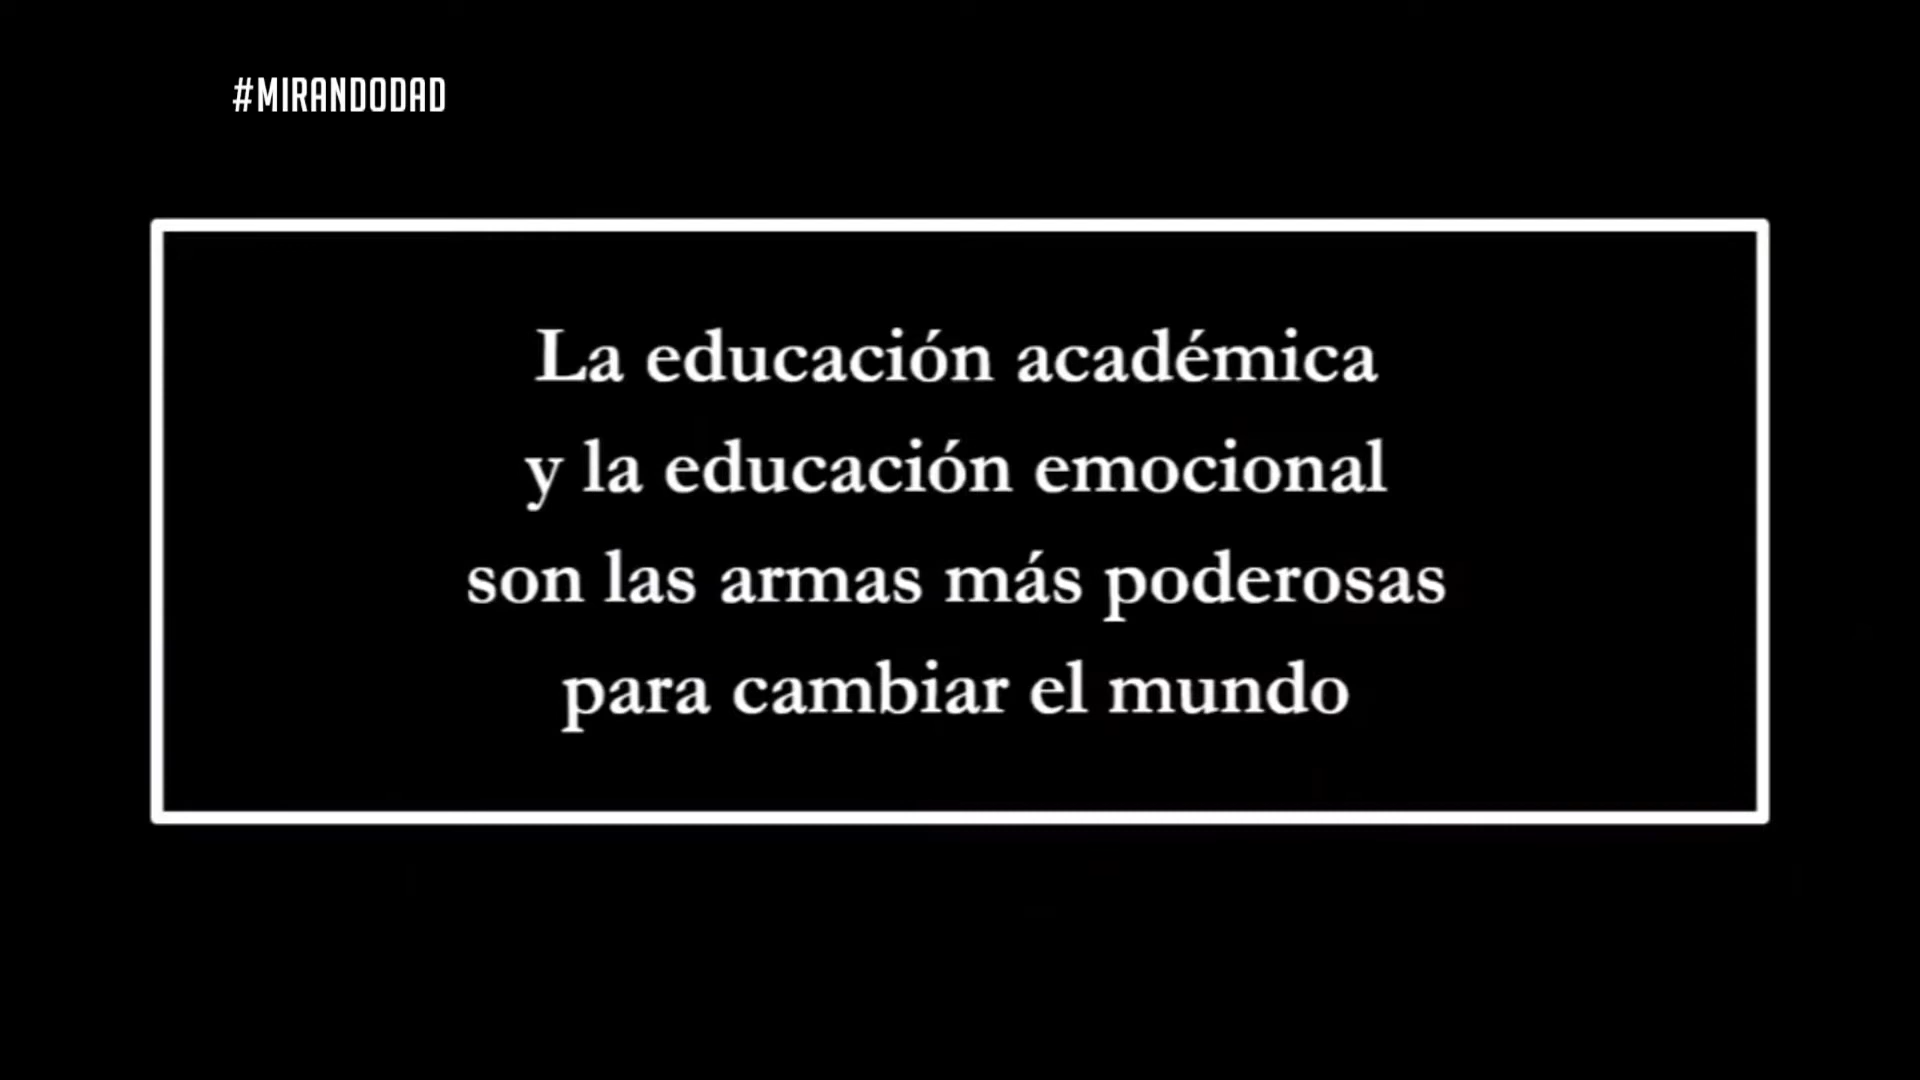 #MIRANDODAD
La educación académica
y la educación emocional
son las armas más poderosas
para cambiar el mundo